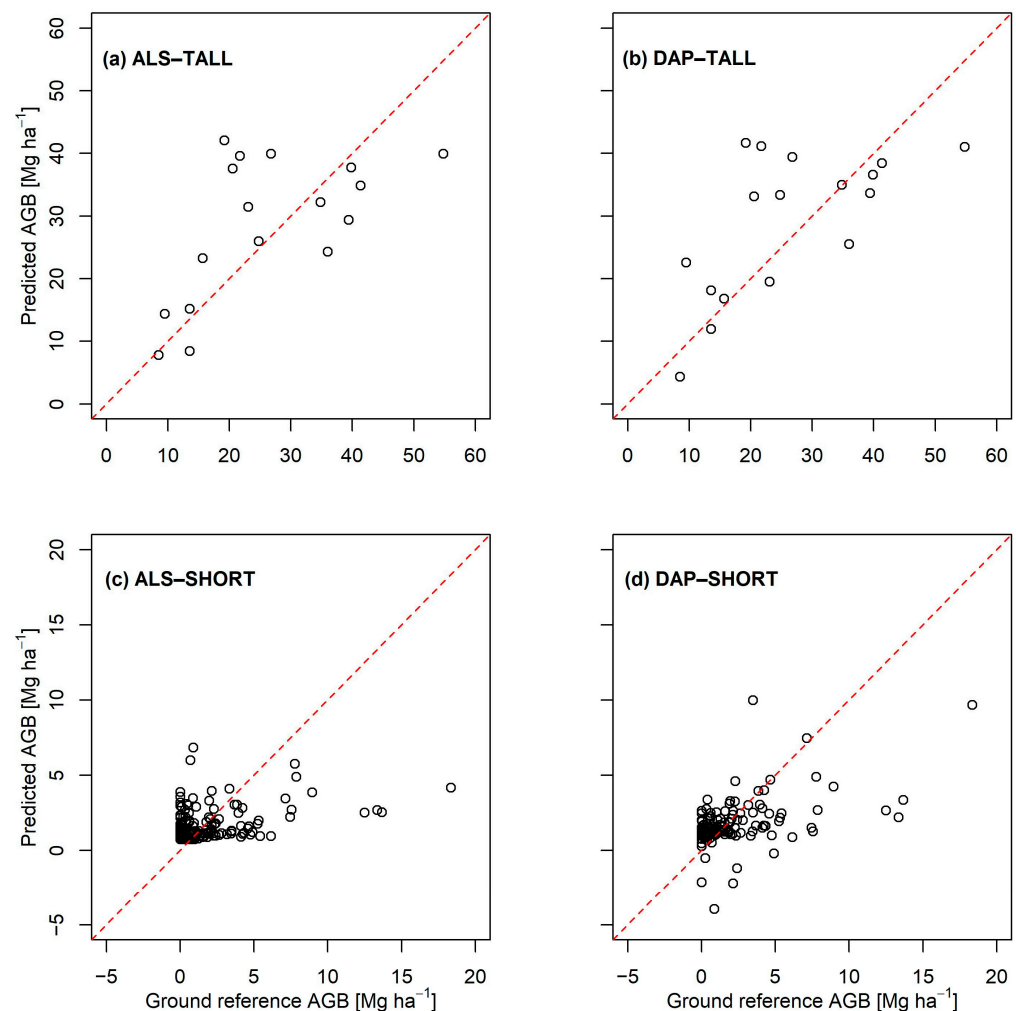 (a) ALS–TALL
(b) DAP–TALL
Predicted AGB [Mg ha⁻¹]
60
50
40
30
20
10
0
0 10 20 30 40 50 60
0 10 20 30 40 50 60
(c) ALS–SHORT
(d) DAP–SHORT
Predicted AGB [Mg ha⁻¹]
20
15
10
5
0
−5
−5 0 5 10 15 20
−5 0 5 10 15 20
Ground reference AGB [Mg ha⁻¹]
Ground reference AGB [Mg ha⁻¹]